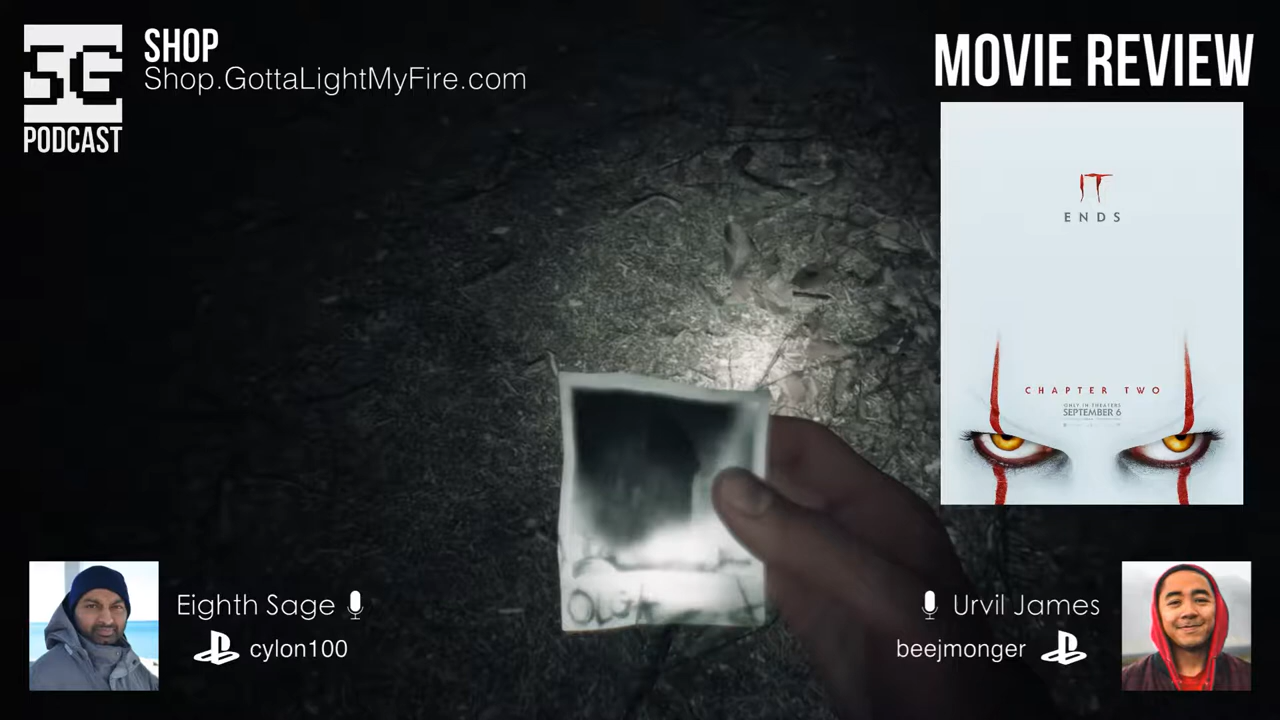 SG
PODCAST
SHOP
Shop.GottaLightMyFire.com
MOVIE REVIEW
IT
ENDS
CHAPTER TWO
ONLY IN THEATERS
SEPTEMBER 6
Eighth Sage
cylon100
Urvil James
beejmonger